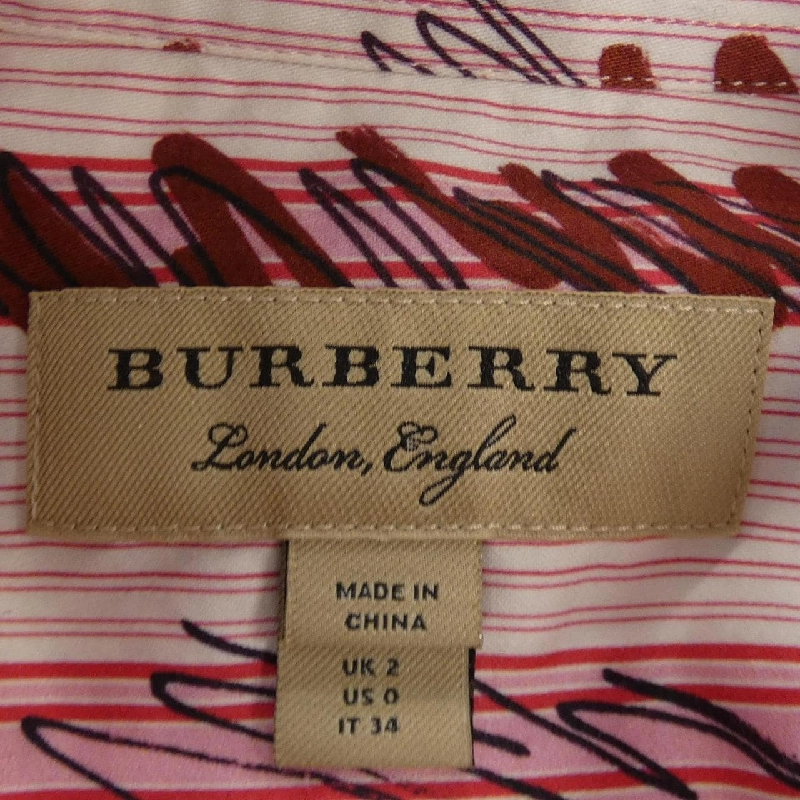 BURBERRY
London, England
MADE IN
CHINA
UK 2
US 0
IT 34